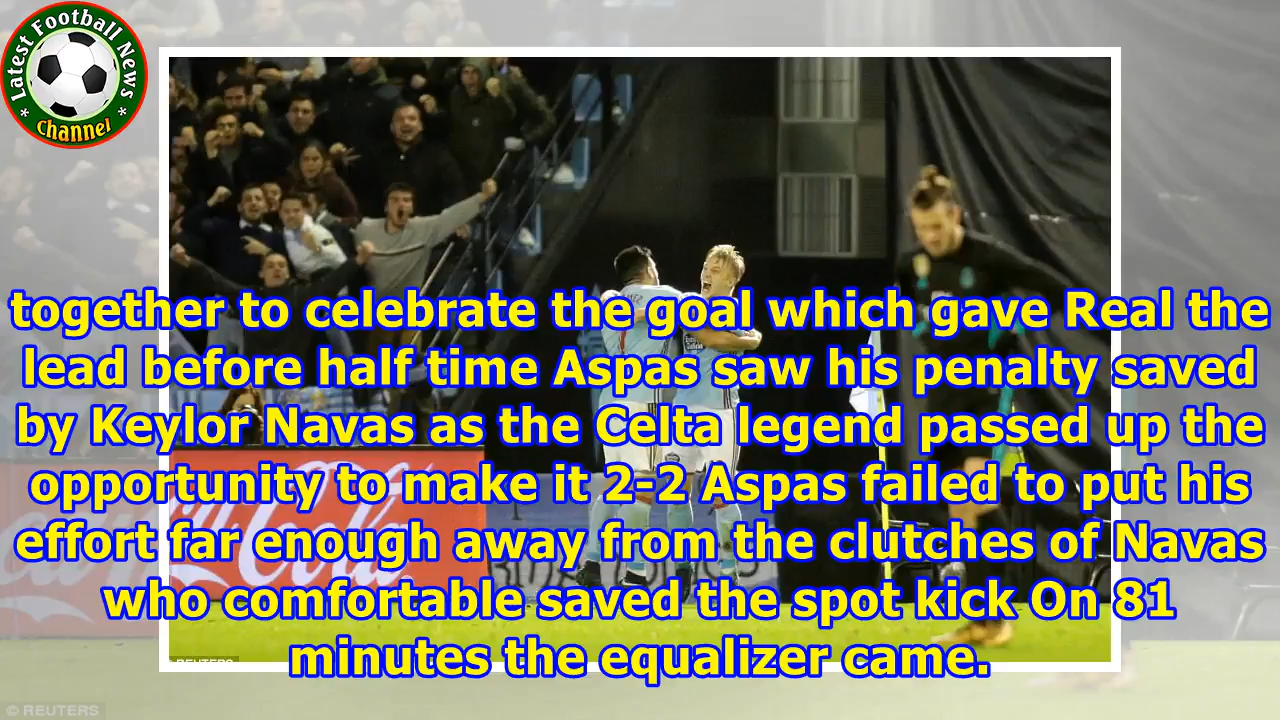 Latest Football News
* Channel *
together to celebrate the goal which gave Real the
lead before half time Aspas saw his penalty saved
by Keylor Navas as the Celta legend passed up the
opportunity to make it 2-2 Aspas failed to put his
effort far enough away from the clutches of Navas
who comfortable saved the spot kick On 81
minutes the equalizer came.
© REUTERS